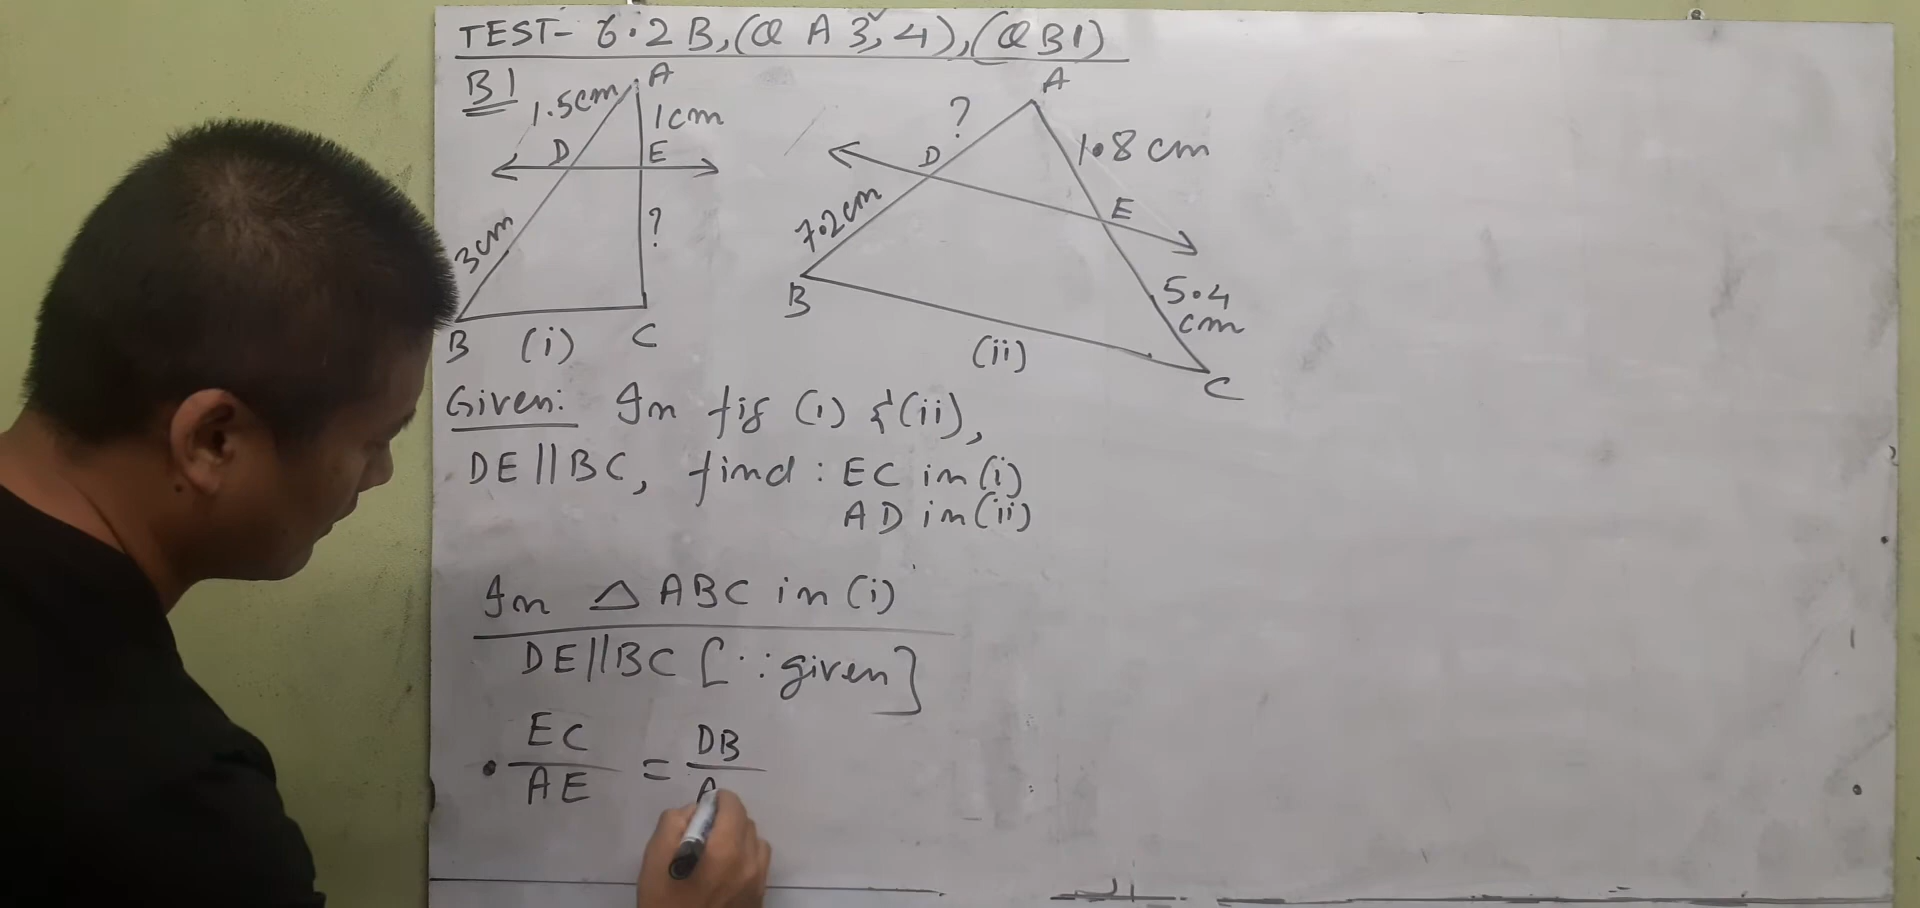 TEST- 6.2 B, (Q A 3, 4), (Q B1)
B1
A
1.5cm
1cm
D
E
3cm
?
B
(i)
C
A
?
1.8 cm
D
E
7.2cm
B
5.4
cm
(ii)
C
Given: In fig (i) & (ii),
DE||BC, find: EC in (i)
AD in (ii)
In △ ABC in (i)
DE||BC [∵ given]
EC = DB
AE A